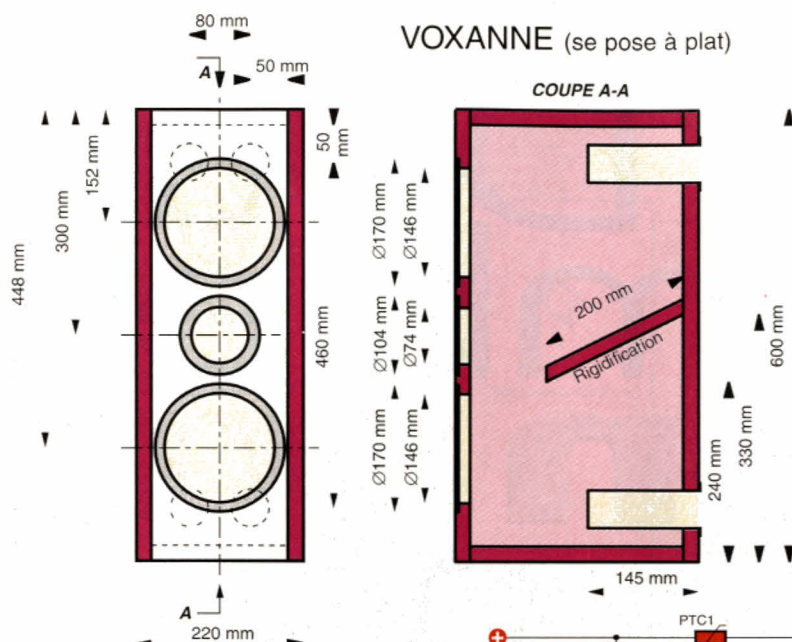 VOXANNE (se pose à plat)
80 mm
A
50 mm
COUPE A-A
50 mm
152 mm
300 mm
448 mm
Ø170 mm
Ø146 mm
200 mm
Rigidification
Ø104 mm
Ø74 mm
460 mm
600 mm
Ø170 mm
Ø146 mm
240 mm
330 mm
145 mm
A
220 mm
PTC1
+